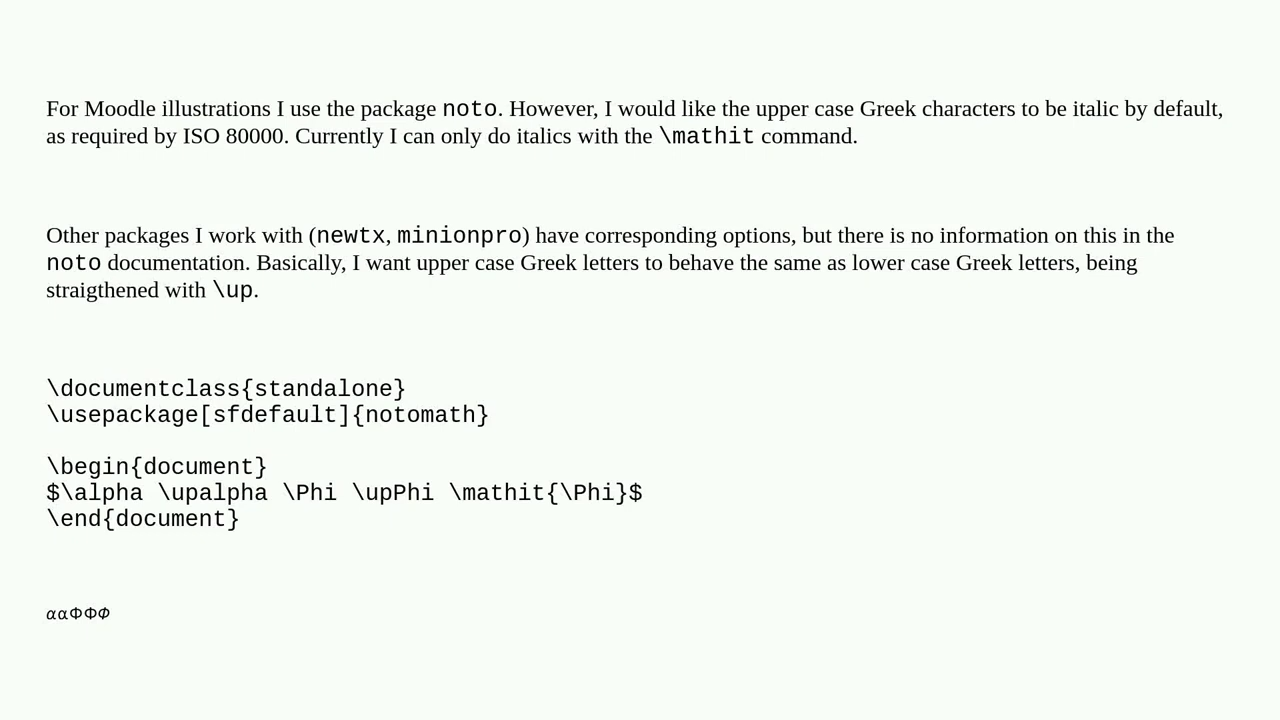 For Moodle illustrations I use the package noto. However, I would like the upper case Greek characters to be italic by default,
as required by ISO 80000. Currently I can only do italics with the \mathit command.
Other packages I work with (newtx, minionpro) have corresponding options, but there is no information on this in the
noto documentation. Basically, I want upper case Greek letters to behave the same as lower case Greek letters, being
straigthened with \up.
\documentclass{standalone}
\usepackage[sfdefault]{notomath}
\begin{document}
$\alpha \upalpha \Phi \upPhi \mathit{\Phi}$
\end{document}
ααΦΦΦ